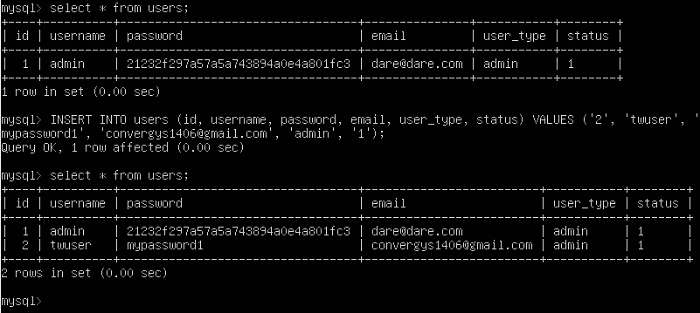 mysql> select * from users;
+----+----------+----------------------------------+---------------+-----------+--------+
| id | username | password                         | email         | user_type | status |
+----+----------+----------------------------------+---------------+-----------+--------+
|  1 | admin    | 21232f297a57a5a743894a0e4a801fc3 | dare@dare.com | admin     | 1      |
+----+----------+----------------------------------+---------------+-----------+--------+
1 row in set (0.00 sec)
mysql> INSERT INTO users (id, username, password, email, user_type, status) VALUES ('2', 'twuser', '
mypassword1', 'convergys1406@gmail.com', 'admin', '1');
Query OK, 1 row affected (0.00 sec)
mysql> select * from users;
+----+----------+----------------------------------+-------------------------+-----------+--------+
| id | username | password                         | email                   | user_type | status |
+----+----------+----------------------------------+-------------------------+-----------+--------+
|  1 | admin    | 21232f297a57a5a743894a0e4a801fc3 | dare@dare.com           | admin     | 1      |
|  2 | twuser   | mypassword1                      | convergys1406@gmail.com | admin     | 1      |
+----+----------+----------------------------------+-------------------------+-----------+--------+
2 rows in set (0.00 sec)
mysql>